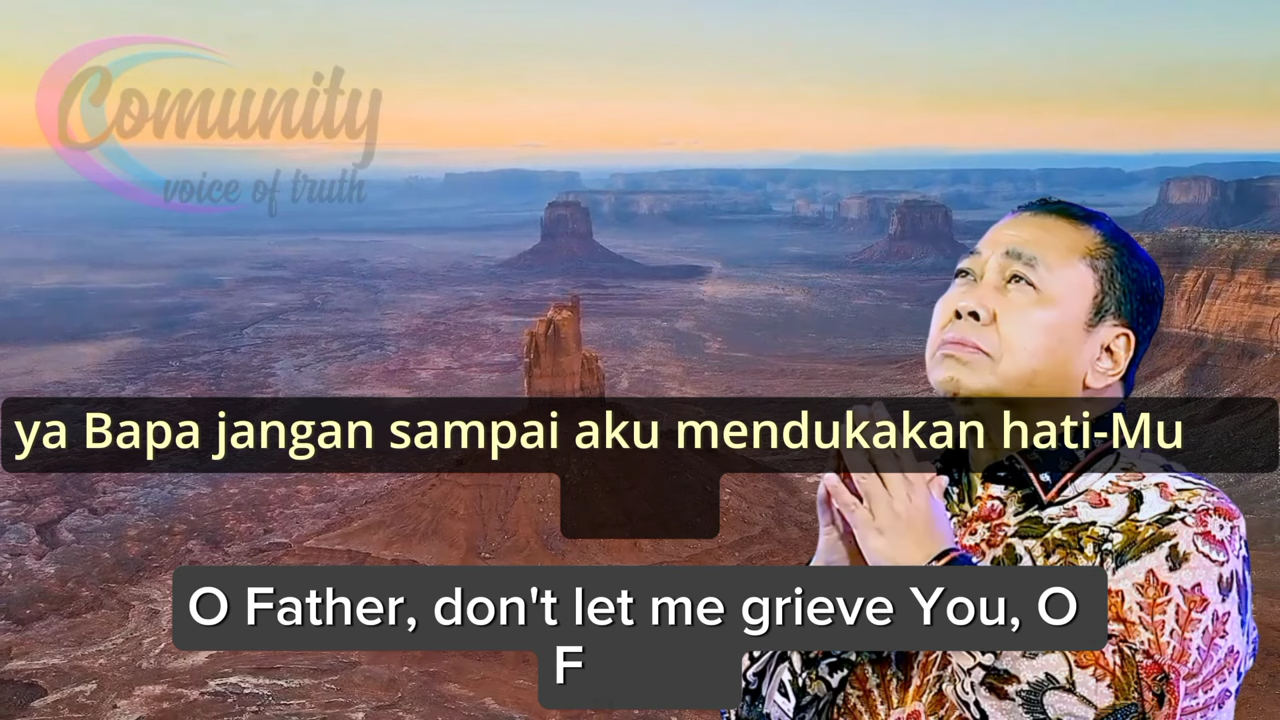 Comunity
voice of truth
ya Bapa jangan sampai aku mendukakan hati-Mu
O Father, don't let me grieve You, O
F